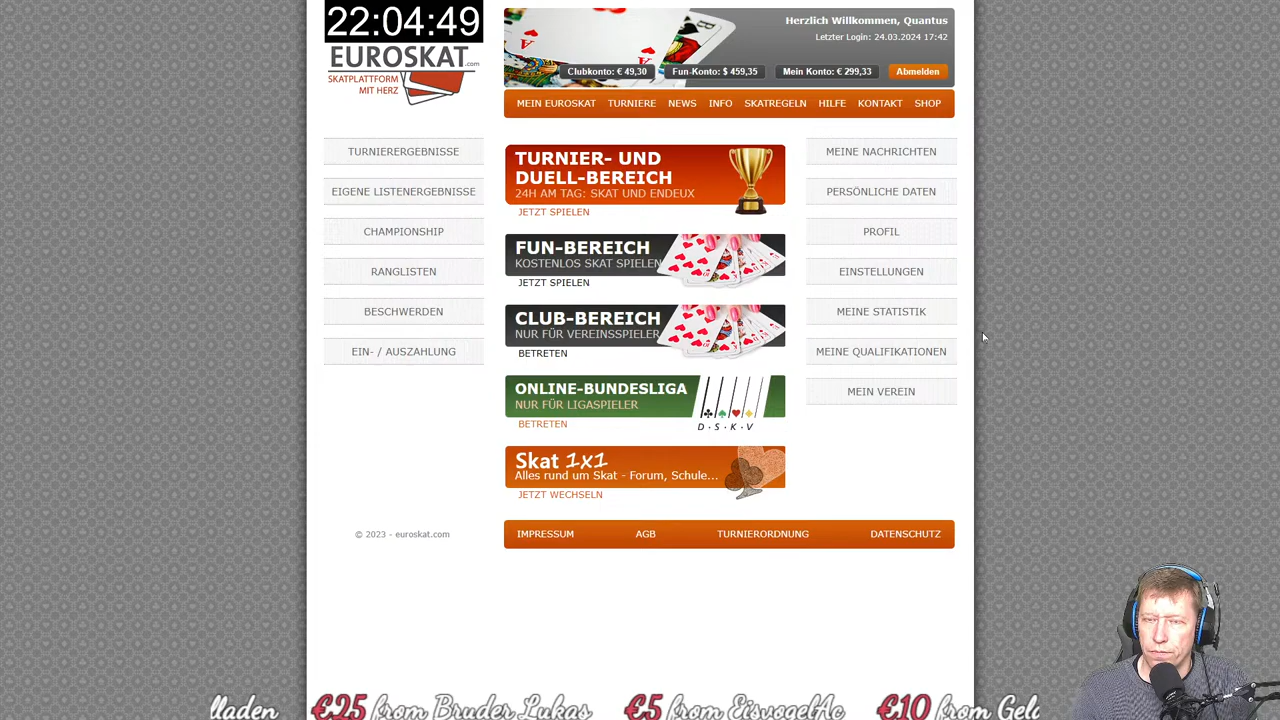 22:04:49
EUROSKAT.com
SKATPLATTFORM
MIT HERZ
Herzlich Willkommen, Quantus
Letzter Login: 24.03.2024 17:42
Clubkonto: € 49,30
Fun-Konto: $ 459,35
Mein Konto: € 299,33
Abmelden
MEIN EUROSKAT TURNIERE NEWS INFO SKATREGELN HILFE KONTAKT SHOP
TURNIERERGEBNISSE
EIGENE LISTENERGEBNISSE
CHAMPIONSHIP
RANGLISTEN
BESCHWERDEN
EIN- / AUSZAHLUNG
TURNIER- UND
DUELL-BEREICH
24H AM TAG: SKAT UND ENDEUX
JETZT SPIELEN
FUN-BEREICH
KOSTENLOS SKAT SPIELEN
JETZT SPIELEN
CLUB-BEREICH
NUR FÜR VEREINSSPIELER
BETRETEN
ONLINE-BUNDESLIGA
NUR FÜR LIGASPIELER
D·S·K·V
BETRETEN
Skat 1x1
Alles rund um Skat - Forum, Schule...
JETZT WECHSELN
MEINE NACHRICHTEN
PERSÖNLICHE DATEN
PROFIL
EINSTELLUNGEN
MEINE STATISTIK
MEINE QUALIFIKATIONEN
MEIN VEREIN
© 2023 - euroskat.com
IMPRESSUM AGB TURNIERORDNUNG DATENSCHUTZ
lladen €25 from Bruder Lukas €5 from EisvogelAc €10 from Gel